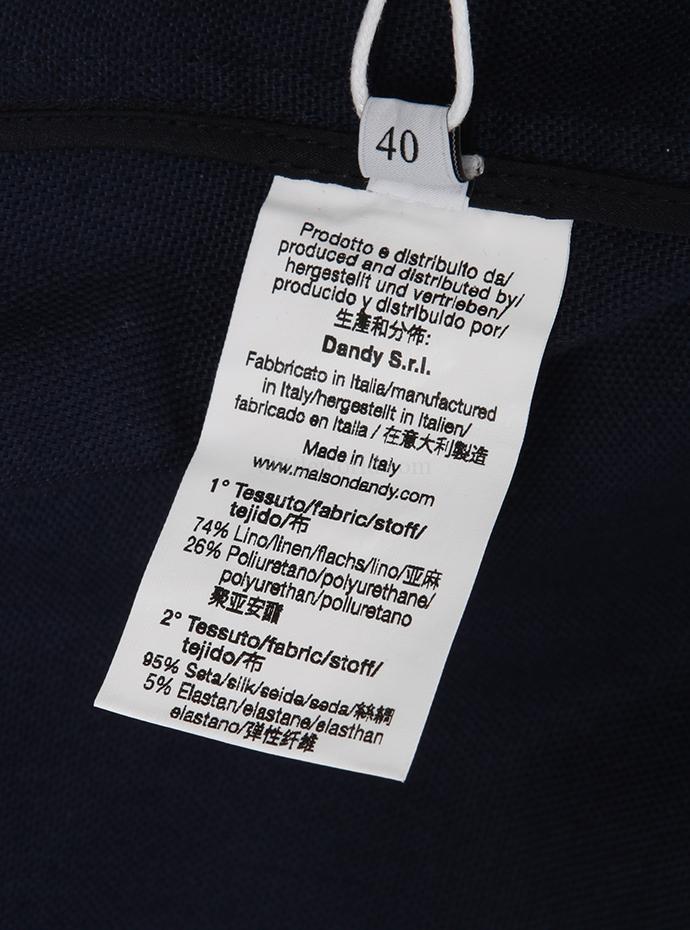 40
Prodotto e distribuito da/
produced and distributed by/
hergestellt und vertrieben/
producido y distribuido por/
生產和分佈:
Dandy S.r.l.
Fabbricato in Italia/manufactured
in Italy/hergestellt in Italien/
fabricado en Italia / 在意大利製造
Made in Italy
www.maisondandy.com
1° Tessuto/fabric/stoff/
tejido/布
74% Lino/linen/flachs/lino/亚麻
26% Poliuretano/polyurethane/
polyurethan/poliuretano
聚亚安酯
2° Tessuto/fabric/stoff/
tejido/布
95% Seta/silk/seide/seda/絲綢
5% Elastan/elastane/elasthan
elastano/弹性纤维